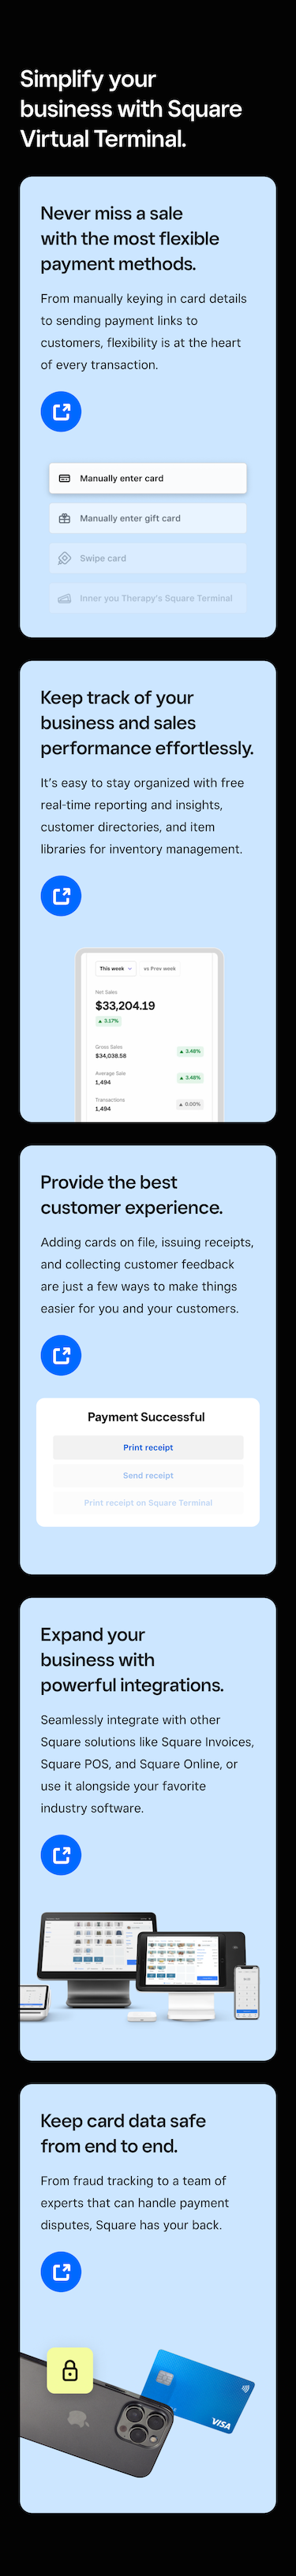 Simplify your
business with Square
Virtual Terminal.
Never miss a sale
with the most flexible
payment methods.
From manually keying in card details
to sending payment links to
customers, flexibility is at the heart
of every transaction.
Manually enter card
Manually enter gift card
Swipe card
Inner you Therapy's Square Terminal
Keep track of your
business and sales
performance effortlessly.
It's easy to stay organized with free
real-time reporting and insights,
customer directories, and item
libraries for inventory management.
This week vs Prev week
Net Sales
$33,204.19
▲ 3.17%
Gross Sales
$34,038.58 ▲ 3.48%
Average Sale
1,494 ▲ 3.48%
Transactions
1,494 ▲ 0.00%
Provide the best
customer experience.
Adding cards on file, issuing receipts,
and collecting customer feedback
are just a few ways to make things
easier for you and your customers.
Payment Successful
Print receipt
Send receipt
Print receipt on Square Terminal
Expand your
business with
powerful integrations.
Seamlessly integrate with other
Square solutions like Square Invoices,
Square POS, and Square Online, or
use it alongside your favorite
industry software.
Keep card data safe
from end to end.
From fraud tracking to a team of
experts that can handle payment
disputes, Square has your back.
VISA